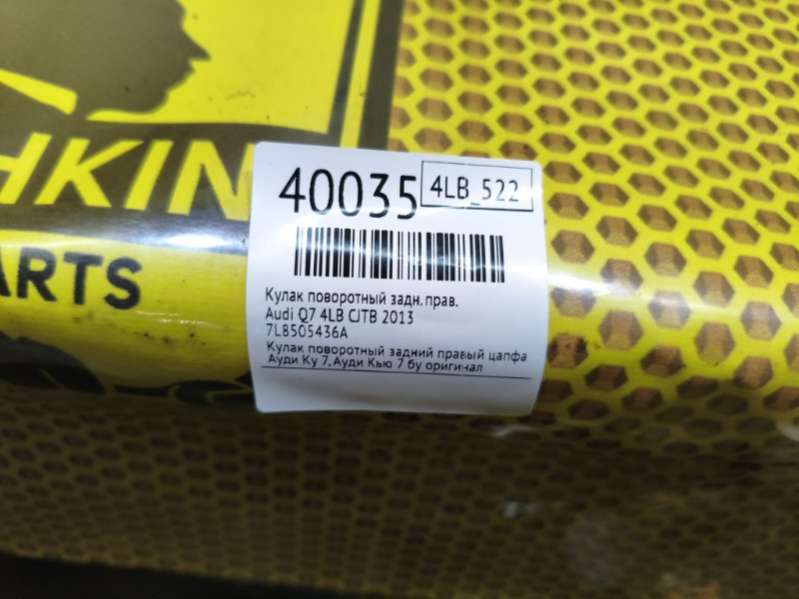 HKIN
ARTS
40035
4LB_522
Кулак поворотный задн.прав.
Audi Q7 4LB CJTB 2013
7L8505436A
Кулак поворотный задний правый цапфа
Ауди Ку 7,Ауди Кью 7 бу оригинал